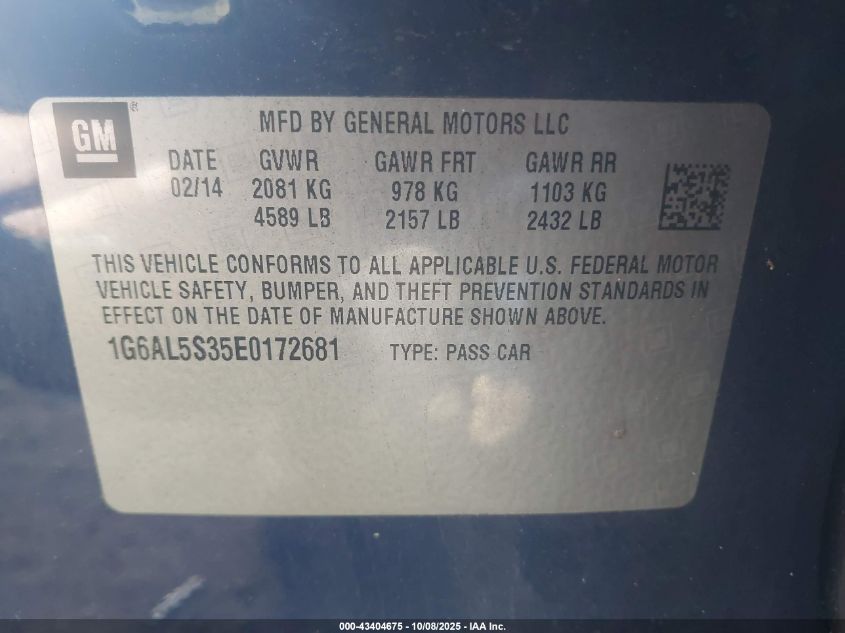 GM ®
MFD BY GENERAL MOTORS LLC
DATE GVWR GAWR FRT GAWR RR
02/14 2081 KG 978 KG 1103 KG
4589 LB 2157 LB 2432 LB
THIS VEHICLE CONFORMS TO ALL APPLICABLE U.S. FEDERAL MOTOR
VEHICLE SAFETY, BUMPER, AND THEFT PREVENTION STANDARDS IN
EFFECT ON THE DATE OF MANUFACTURE SHOWN ABOVE.
1G6AL5S35E0172681 TYPE: PASS CAR
000-43404675 - 10/08/2025 - IAA Inc.